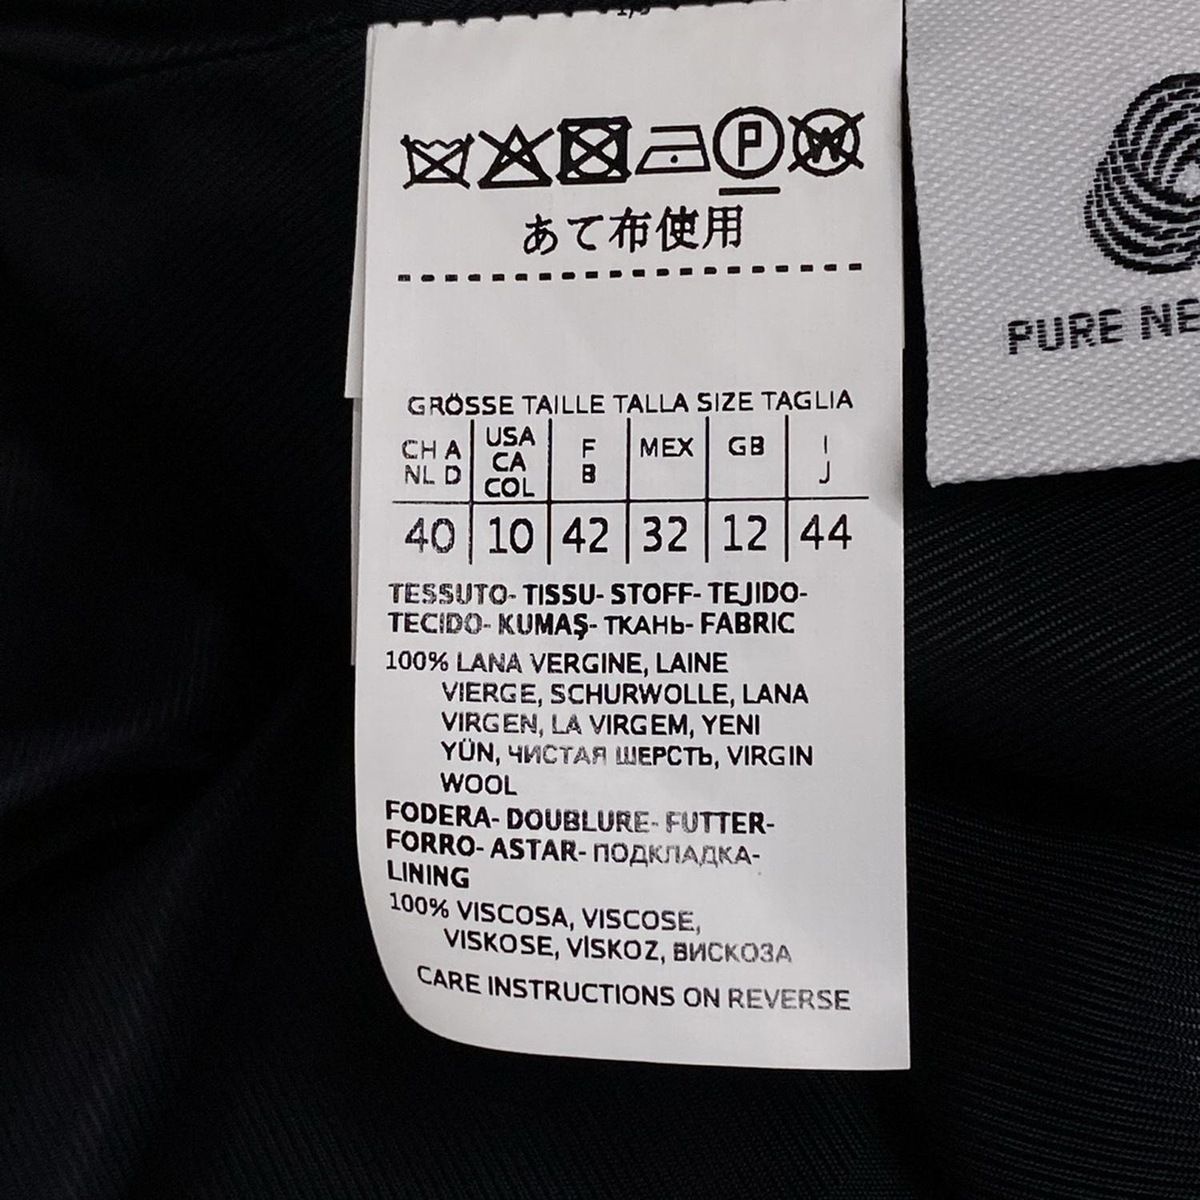 P W
あて布使用
GRÖSSE TAILLE TALLA SIZE TAGLIA
CH A NL D
USA CA COL
F B
MEX
GB
I J
40 10 42 32 12 44
TESSUTO- TISSU- STOFF- TEJIDO-
TECIDO- KUMAŞ- ТКАНЬ- FABRIC
100% LANA VERGINE, LAINE
VIERGE, SCHURWOLLE, LANA
VIRGEN, LA VIRGEM, YENI
YÜN, ЧИСТАЯ ШЕРСТЬ, VIRGIN
WOOL
FODERA- DOUBLURE- FUTTER-
FORRO- ASTAR- ПОДКЛАДКА-
LINING
100% VISCOSA, VISCOSE,
VISKOSE, VİSKOZ, ВИСКОЗА
CARE INSTRUCTIONS ON REVERSE
PURE NE